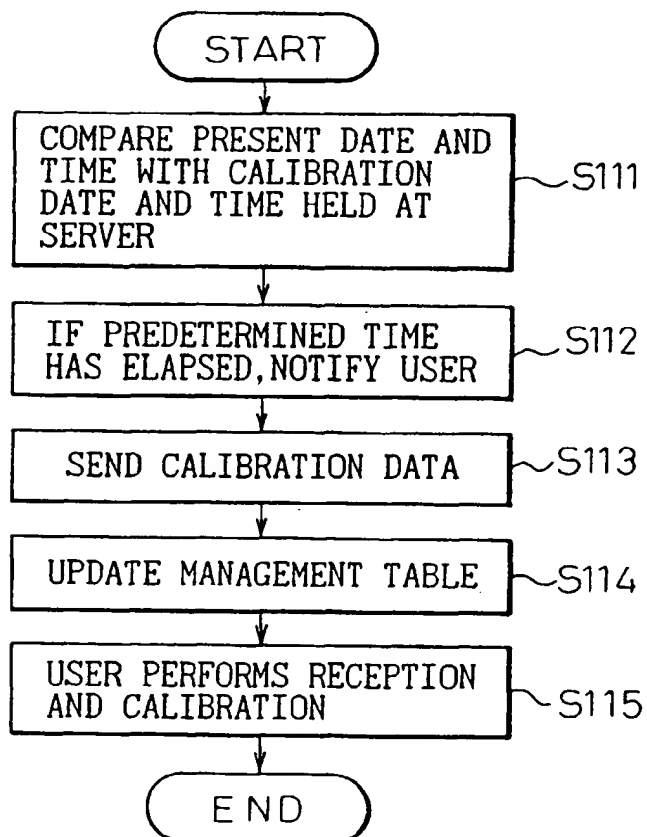 START
COMPARE PRESENT DATE AND
TIME WITH CALIBRATION
DATE AND TIME HELD AT
SERVER
S111
IF PREDETERMINED TIME
HAS ELAPSED,NOTIFY USER
S112
SEND CALIBRATION DATA
S113
UPDATE MANAGEMENT TABLE
S114
USER PERFORMS RECEPTION
AND CALIBRATION
S115
END